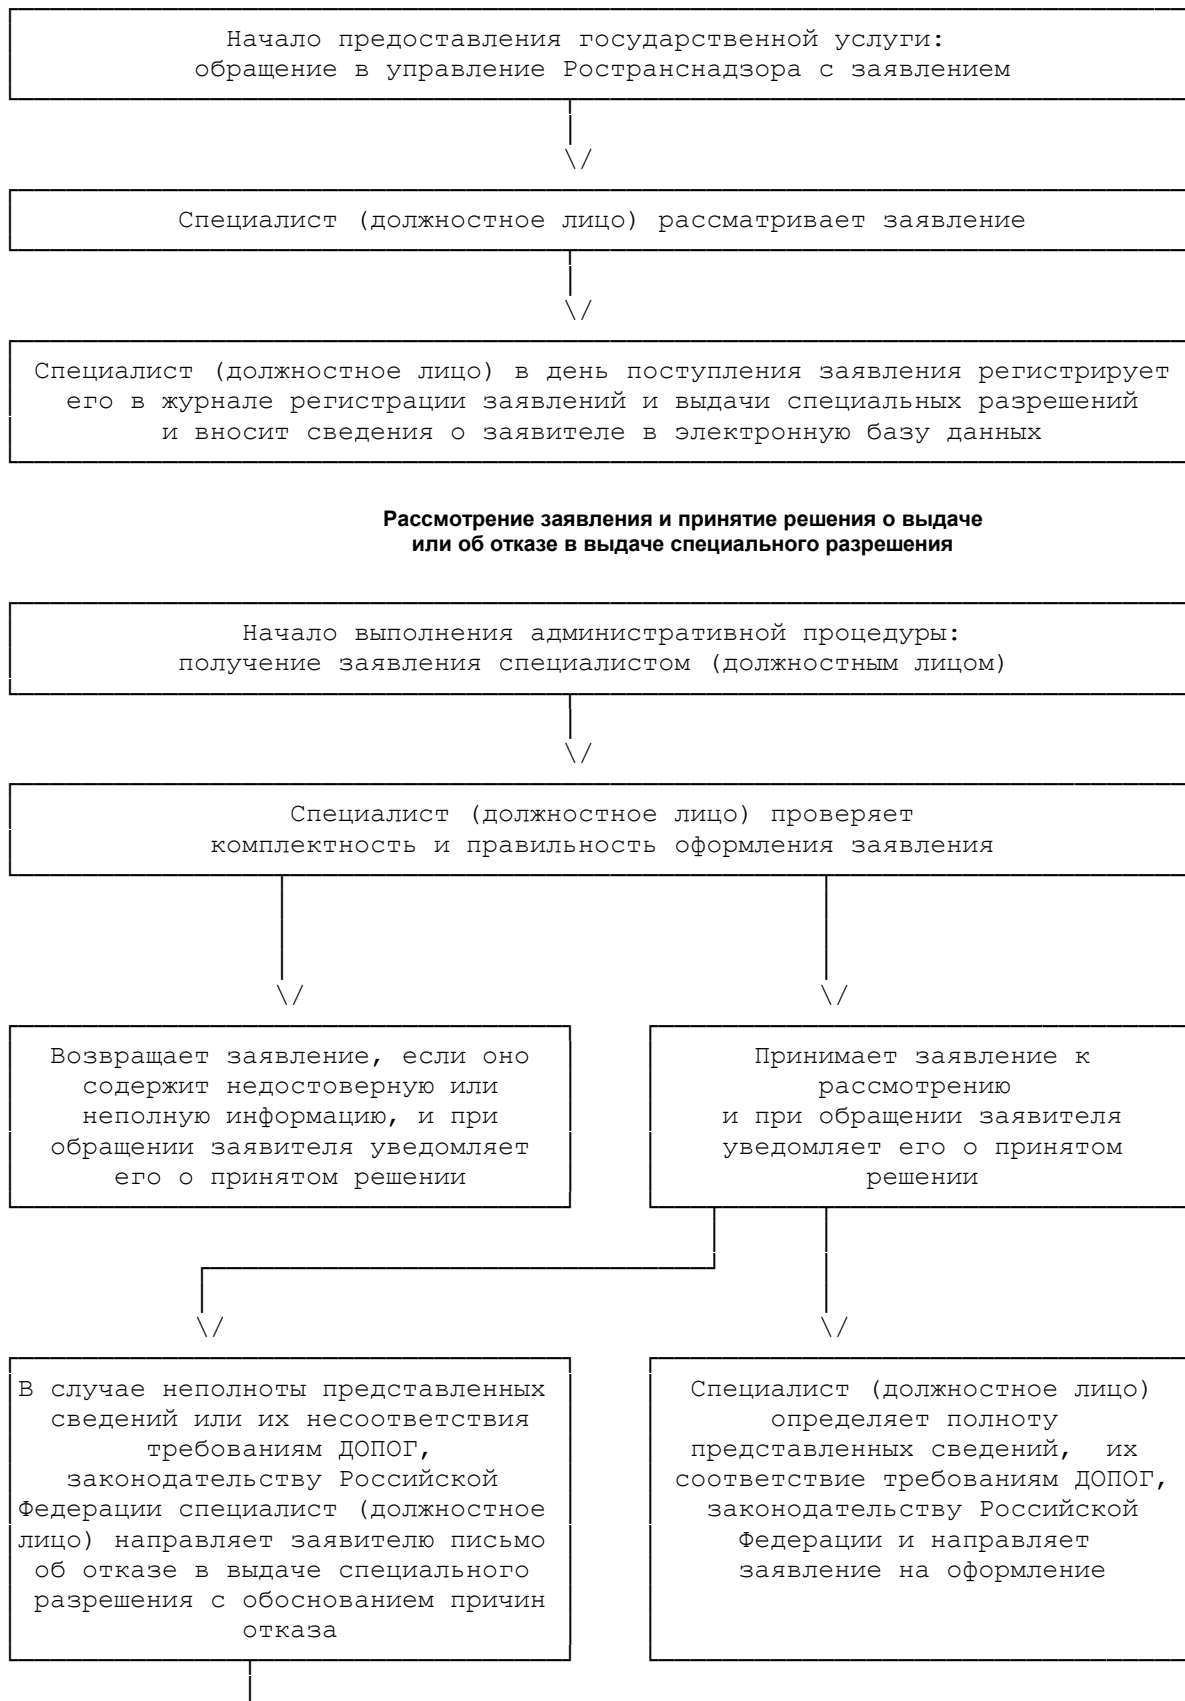 Начало предоставления государственной услуги:
обращение в управление Ространснадзора с заявлением
Специалист (должностное лицо) рассматривает заявление
Специалист (должностное лицо) в день поступления заявления регистрирует
его в журнале регистрации заявлений и выдачи специальных разрешений
и вносит сведения о заявителе в электронную базу данных
Рассмотрение заявления и принятие решения о выдаче
или об отказе в выдаче специального разрешения
Начало выполнения административной процедуры:
получение заявления специалистом (должностным лицом)
Специалист (должностное лицо) проверяет
комплектность и правильность оформления заявления
Возвращает заявление, если оно
содержит недостоверную или
неполную информацию, и при
обращении заявителя уведомляет
его о принятом решении
Принимает заявление к
рассмотрению
и при обращении заявителя
уведомляет его о принятом
решении
В случае неполноты представленных
сведений или их несоответствия
требованиям ДОПОГ,
законодательству Российской
Федерации специалист (должностное
лицо) направляет заявителю письмо
об отказе в выдаче специального
разрешения с обоснованием причин
отказа
Специалист (должностное лицо)
определяет полноту
представленных сведений, их
соответствие требованиям ДОПОГ,
законодательству Российской
Федерации и направляет
заявление на оформление